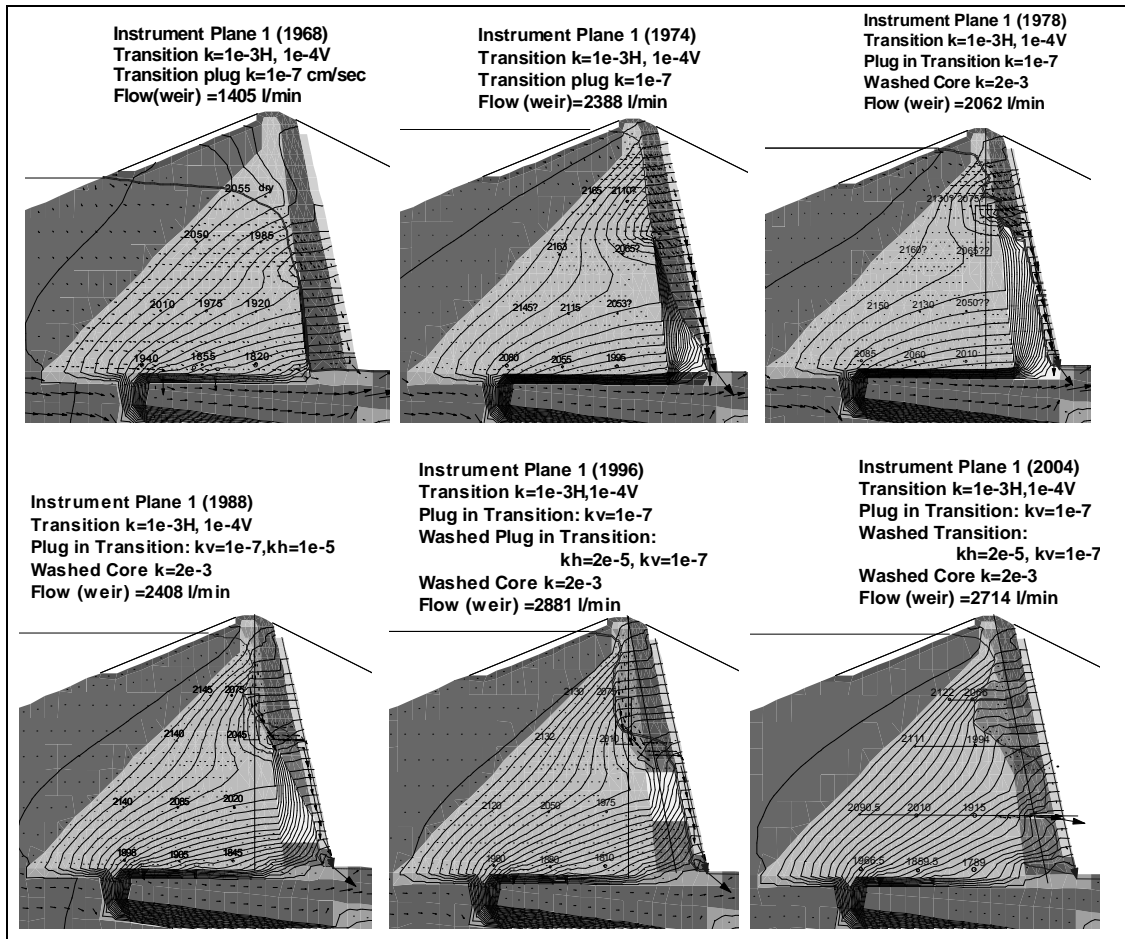 Instrument Plane 1 (1968)
Transition k=1e-3H, 1e-4V
Transition plug k=1e-7 cm/sec
Flow(weir) =1405 l/min
2055 dry
2050 1985
2010 1975 1920
1940 1855 1820
Instrument Plane 1 (1974)
Transition k=1e-3H, 1e-4V
Transition plug k=1e-7
Flow (weir)=2388 l/min
2165 2110?
2163 2065?
2145? 2115 2053?
2080 2055 1995
Instrument Plane 1 (1978)
Transition k=1e-3H, 1e-4V
Plug in Transition k=1e-7
Washed Core k=2e-3
Flow (weir) =2062 l/min
2130? 2075?
2160? 2065??
2150 2130 2050??
2085 2060 2010
Instrument Plane 1 (1988)
Transition k=1e-3H, 1e-4V
Plug in Transition: kv=1e-7,kh=1e-5
Washed Core k=2e-3
Flow (weir) =2408 l/min
2145 2075
2140 2045
2140 2085 2020
1998 1905 1845
Instrument Plane 1 (1996)
Transition k=1e-3H,1e-4V
Plug in Transition: kv=1e-7
Washed Plug in Transition:
kh=2e-5, kv=1e-7
Washed Core k=2e-3
Flow (weir) =2881 l/min
2130 2075
2132 2010
2120 2050 1975
1980 1880 1810
Instrument Plane 1 (2004)
Transition k=1e-3H,1e-4V
Plug in Transition: kv=1e-7
Washed Transition:
kh=2e-5, kv=1e-7
Washed Core k=2e-3
Flow (weir) =2714 l/min
2122 2066
2111 1994
2090.5 2010 1915
1966.5 1859.5 1789